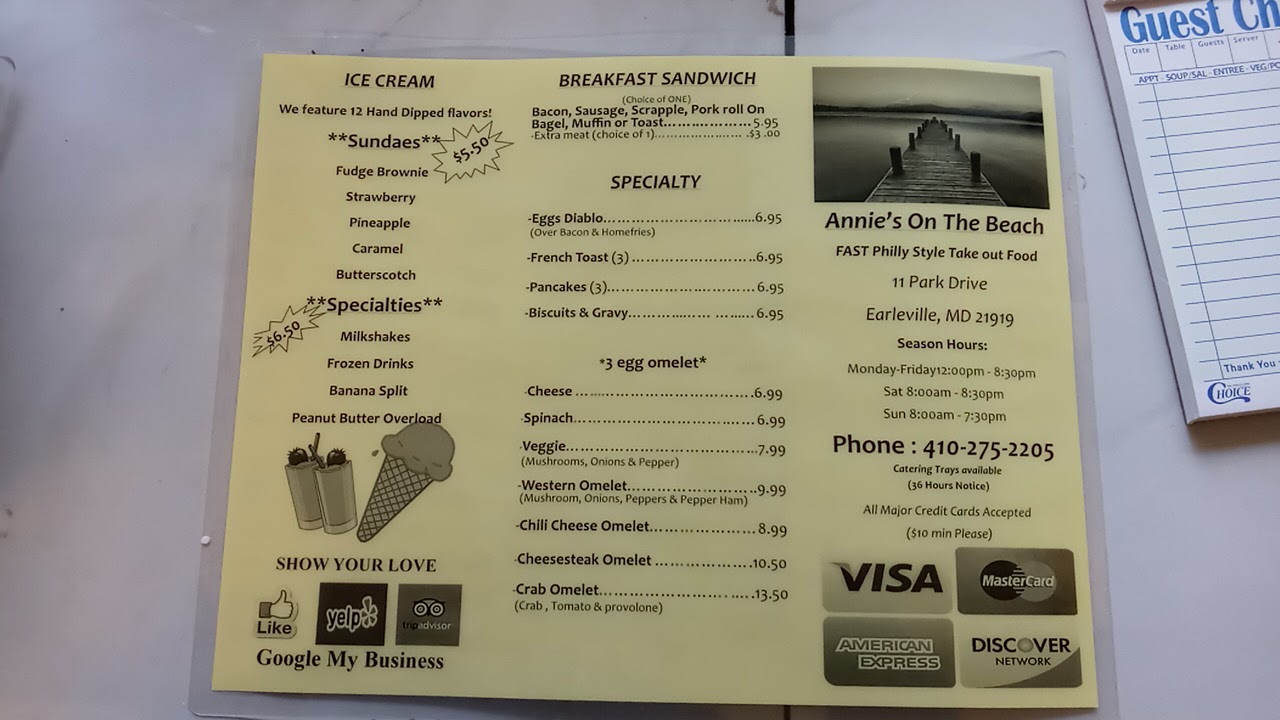 ICE CREAM
We feature 12 Hand Dipped flavors!
**Sundaes**
$5.50
Fudge Brownie
Strawberry
Pineapple
Caramel
Butterscotch
**Specialties**
$6.50
Milkshakes
Frozen Drinks
Banana Split
Peanut Butter Overload
SHOW YOUR LOVE
Like
yelp
tripadvisor
Google My Business
BREAKFAST SANDWICH
(Choice of ONE)
Bacon, Sausage, Scrapple, Pork roll On
Bagel, Muffin or Toast..................5.95
-Extra meat (choice of 1)........................ .$3 .00
SPECIALTY
-Eggs Diablo..............................6.95
(Over Bacon & Homefries)
-French Toast (3) ........................6.95
-Pancakes (3)............................ 6.95
-Biscuits & Gravy................ ........ 6.95
*3 egg omelet*
-Cheese ..................................6.99
-Spinach..................................6.99
-Veggie...................................7.99
(Mushrooms, Onions & Pepper)
-Western Omelet.........................9.99
(Mushroom, Onions, Peppers & Pepper Ham)
-Chili Cheese Omelet.................... 8.99
-Cheesesteak Omelet ...................10.50
-Crab Omelet........................ .....13.50
(Crab , Tomato & provolone)
Annie's On The Beach
FAST Philly Style Take out Food
11 Park Drive
Earleville, MD 21919
Season Hours:
Monday-Friday12:00pm - 8:30pm
Sat 8:00am - 8:30pm
Sun 8:00am - 7:30pm
Phone : 410-275-2205
Catering Trays available
(36 Hours Notice)
All Major Credit Cards Accepted
($10 min Please)
VISA
MasterCard
AMERICAN
EXPRESS
DISCOVER
NETWORK
Guest Ch
Date Table Guests Server
APPT - SOUP/SAL - ENTREE - VEG/PO
Thank You
CHOICE